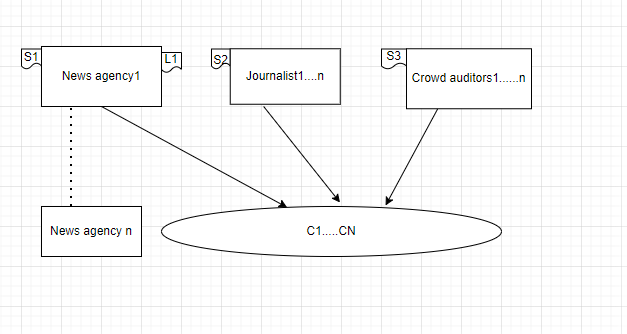 S1
News agency1
L1
S2
Journalist1....n
S3
Crowd auditors1......n
News agency n
C1.....CN